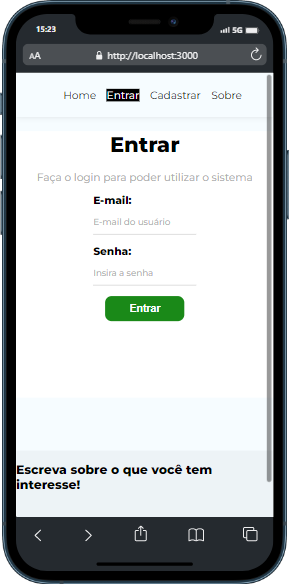 15:23
5G
AA
http://localhost:3000
Home Entrar Cadastrar Sobre
Entrar
Faça o login para poder utilizar o sistema
E-mail:
E-mail do usuário
Senha:
Insira a senha
Entrar
Escreva sobre o que você tem
interesse!